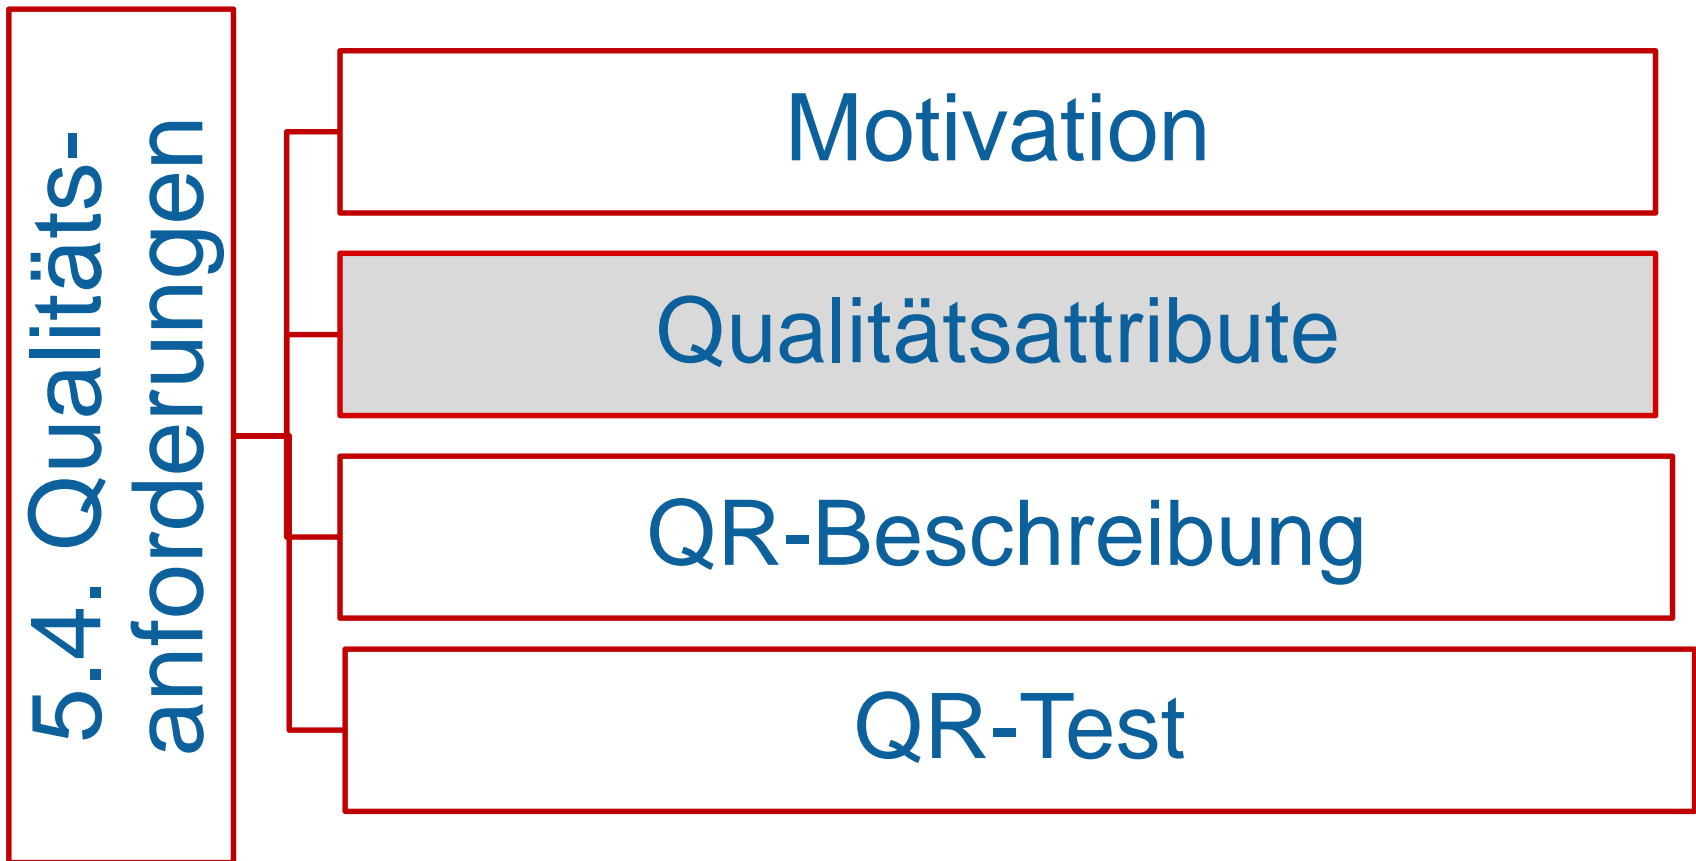 5.4. Qualitäts-
anforderungen
Motivation
Qualitätsattribute
QR-Beschreibung
QR-Test